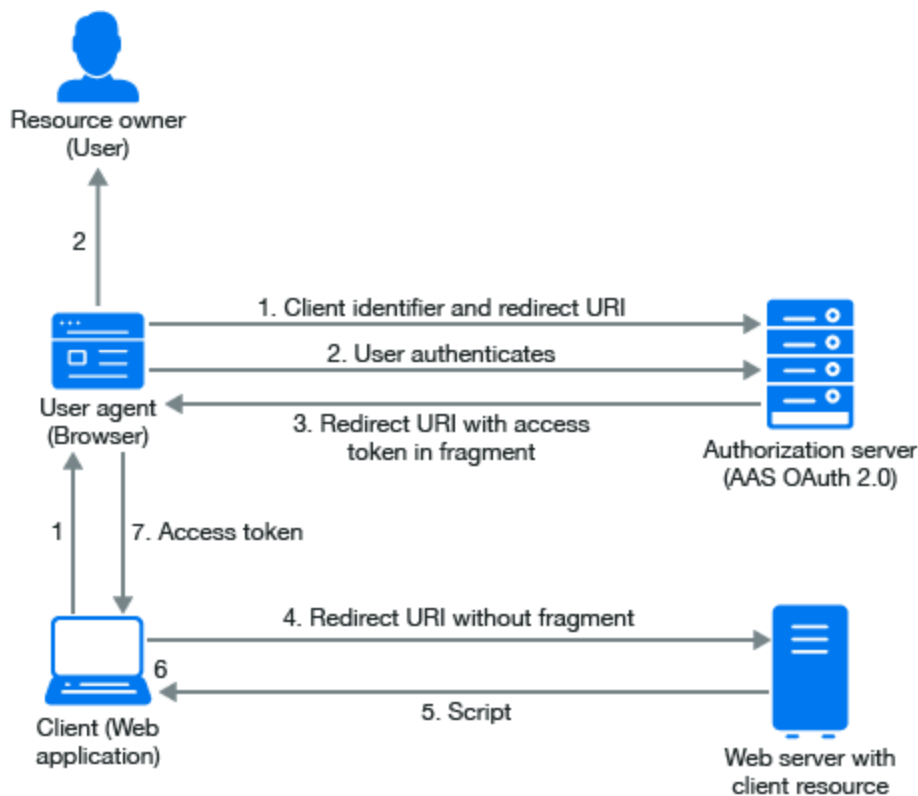 Resource owner
(User)
2
1. Client identifier and redirect URI
2. User authenticates
User agent
(Browser)
3. Redirect URI with access
token in fragment
Authorization server
(AAS OAuth 2.0)
1
7. Access token
4. Redirect URI without fragment
6
5. Script
Client (Web
application)
Web server with
client resource